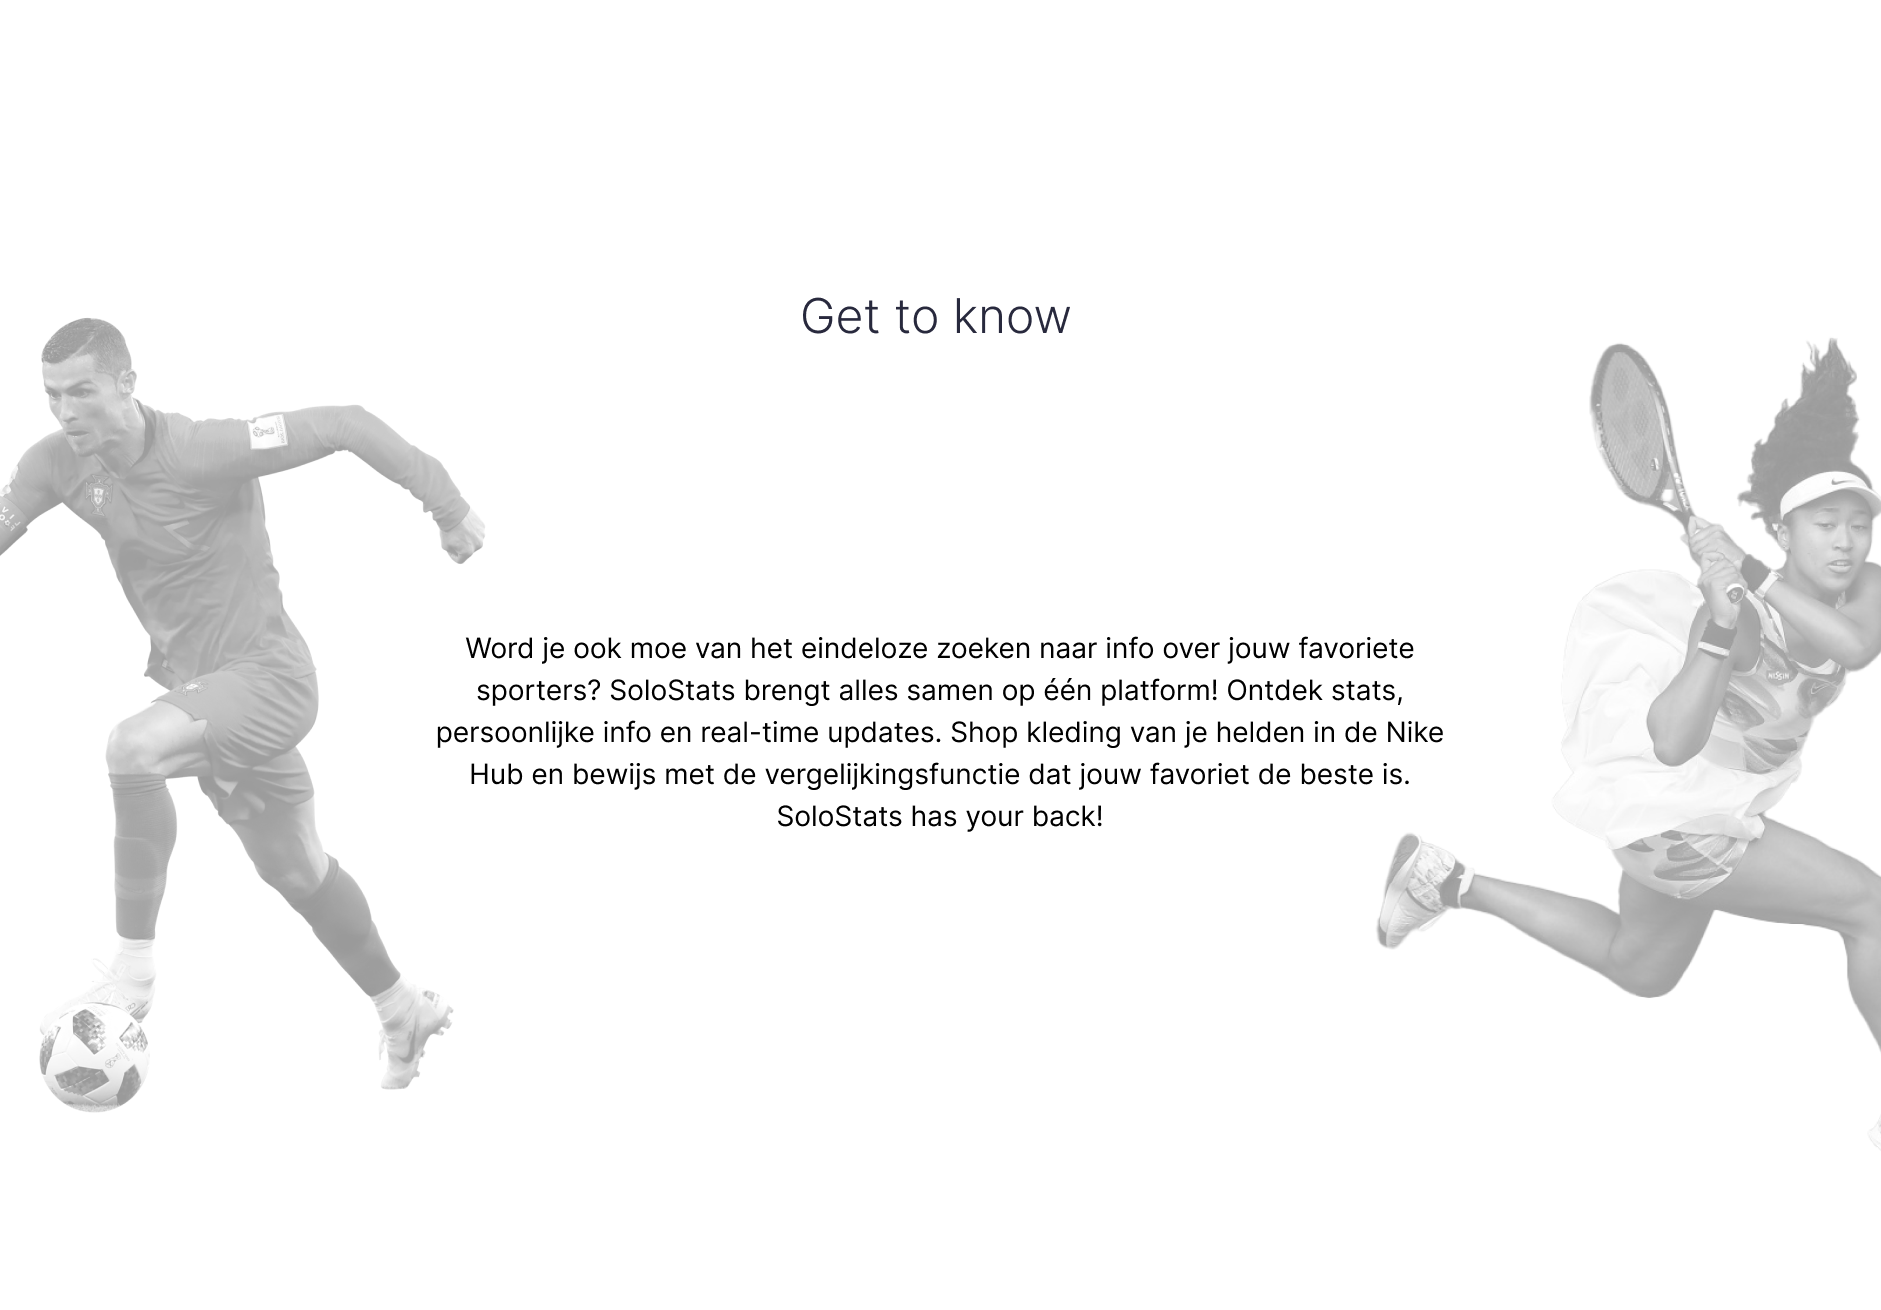 Get to know
Word je ook moe van het eindeloze zoeken naar info over jouw favoriete
sporters? SoloStats brengt alles samen op één platform! Ontdek stats,
persoonlijke info en real-time updates. Shop kleding van je helden in de Nike
Hub en bewijs met de vergelijkingsfunctie dat jouw favoriet de beste is.
SoloStats has your back!
NISSIN